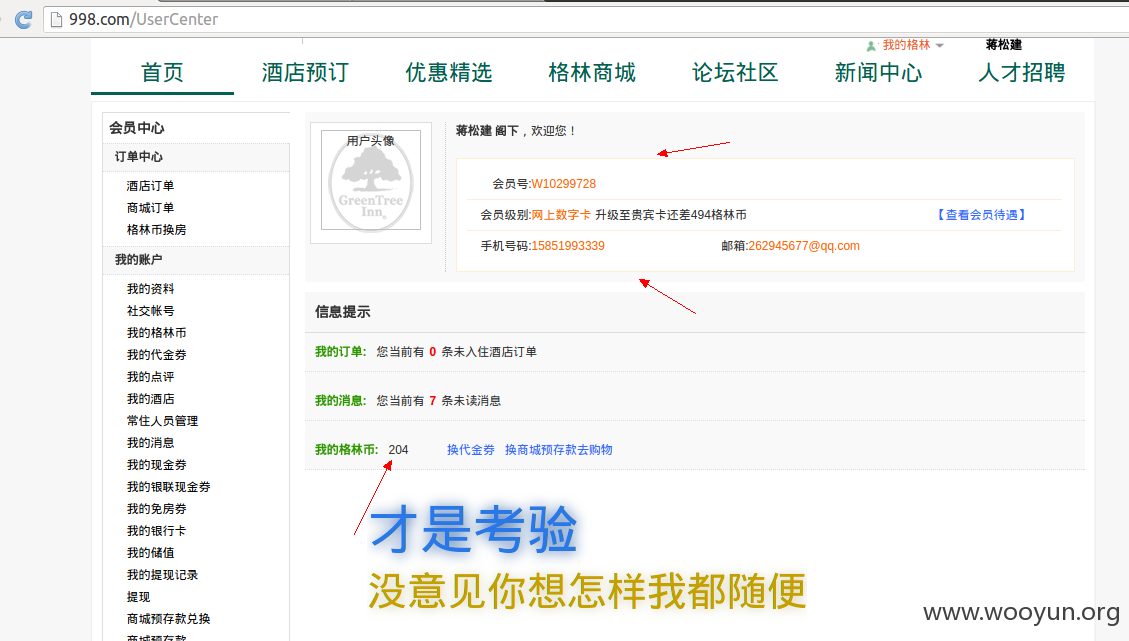 998.com/UserCenter
我的格林 蒋松建
首页 酒店预订 优惠精选 格林商城 论坛社区 新闻中心 人才招聘
会员中心
订单中心
酒店订单
商城订单
格林币换房
我的账户
我的资料
社交帐号
我的格林币
我的代金券
我的点评
我的酒店
常住人员管理
我的消息
我的现金券
我的银联现金券
我的免房券
我的银行卡
我的储值
我的提现记录
提现
商城预存款兑换
商城预存款
用户头像
GreenTree
Inn
蒋松建 阁下，欢迎您！
会员号:W10299728
会员级别:网上数字卡 升级至贵宾卡还差494格林币 【查看会员待遇】
手机号码:15851993339 邮箱:262945677@qq.com
信息提示
我的订单: 您当前有 0 条未入住酒店订单
我的消息: 您当前有 7 条未读消息
我的格林币: 204 换代金券 换商城预存款去购物
才是考验
没意见你想怎样我都随便
www.wooyun.org